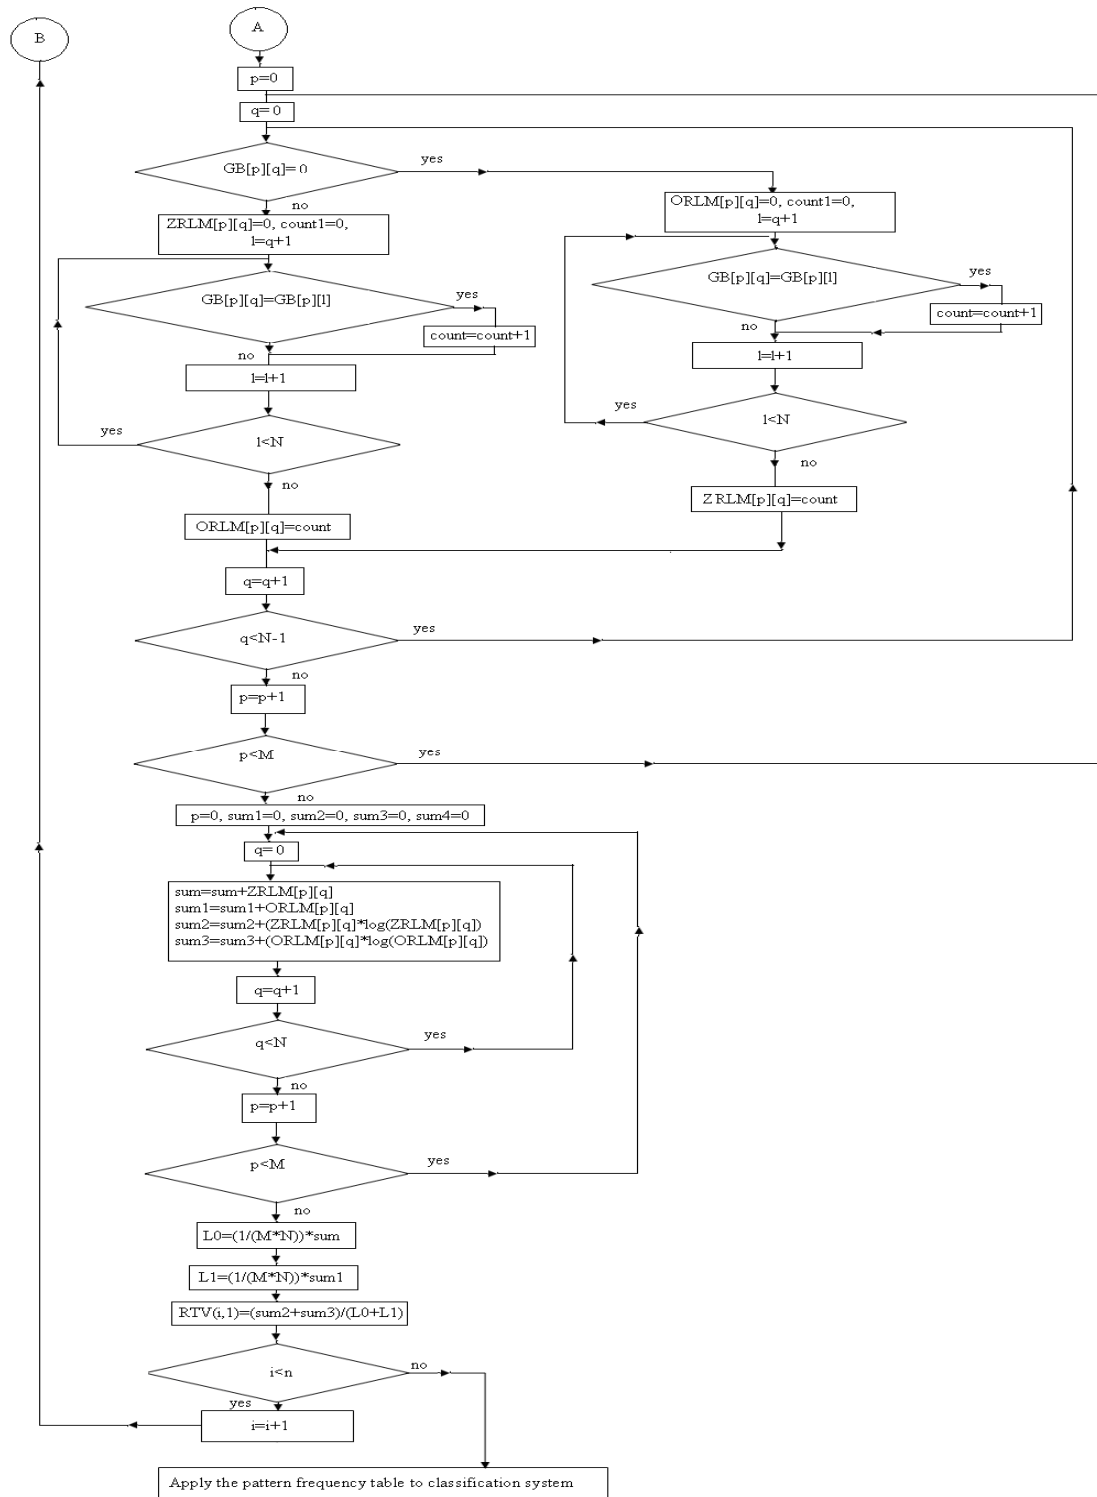 B
A
p=0
q= 0
GB[p][q]= 0
yes
no
ZRLM[p][q]=0, count1=0,
l=q+1
ORLM[p][q]=0, count1=0,
l=q+1
GB[p][q]=GB[p][l]
yes
count=count+1
no
l=l+1
l<N
yes
no
ORLM[p][q]=count
GB[p][q]=GB[p][l]
yes
count=count+1
no
l=l+1
l<N
yes
no
ZRLM[p][q]=count
q=q+1
q<N-1
yes
no
p=p+1
p<M
yes
no
p=0, sum1=0, sum2=0, sum3=0, sum4=0
q= 0
sum=sum+ZRLM[p][q]
sum1=sum1+ORLM[p][q]
sum2=sum2+(ZRLM[p][q]*log(ZRLM[p][q])
sum3=sum3+(ORLM[p][q]*log(ORLM[p][q])
q=q+1
q<N
yes
no
p=p+1
p<M
yes
no
L0=(1/(M*N))*sum
L1=(1/(M*N))*sum1
RTV(i,1)=(sum2+sum3)/(L0+L1)
i<n
no
yes
i=i+1
Apply the pattern frequency table to classification system